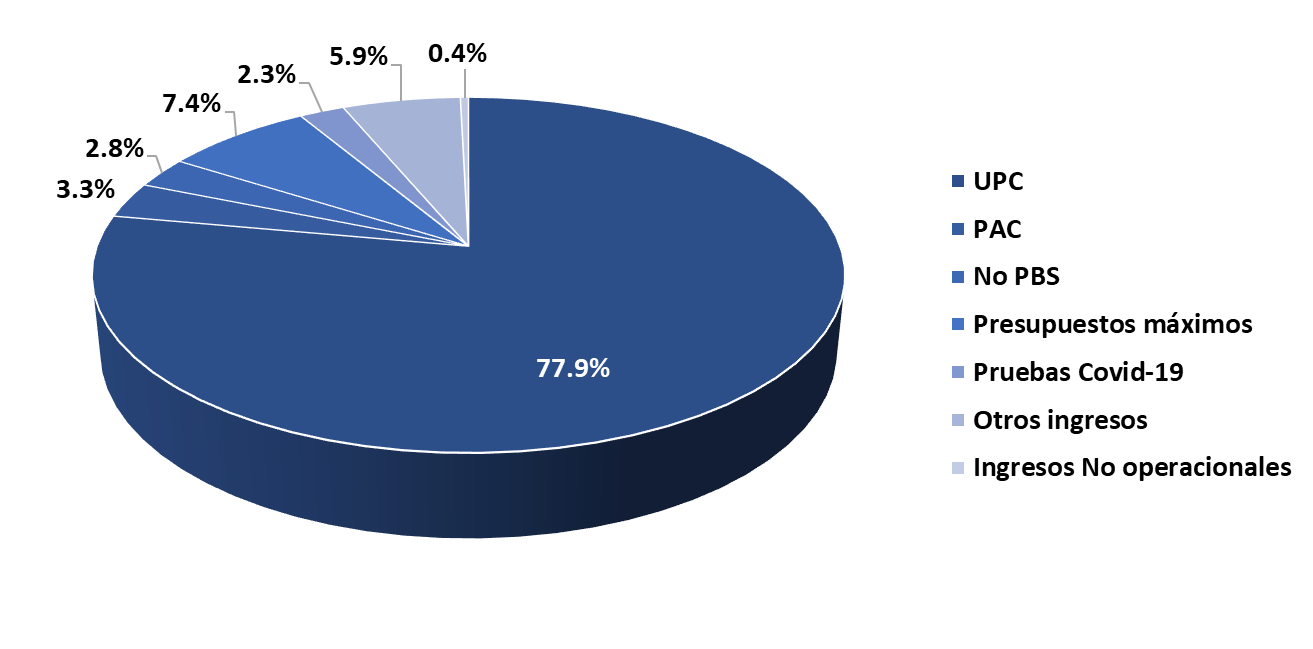 0.4%
5.9%
2.3%
7.4%
2.8%
3.3%
77.9%
UPC
PAC
No PBS
Presupuestos máximos
Pruebas Covid-19
Otros ingresos
Ingresos No operacionales